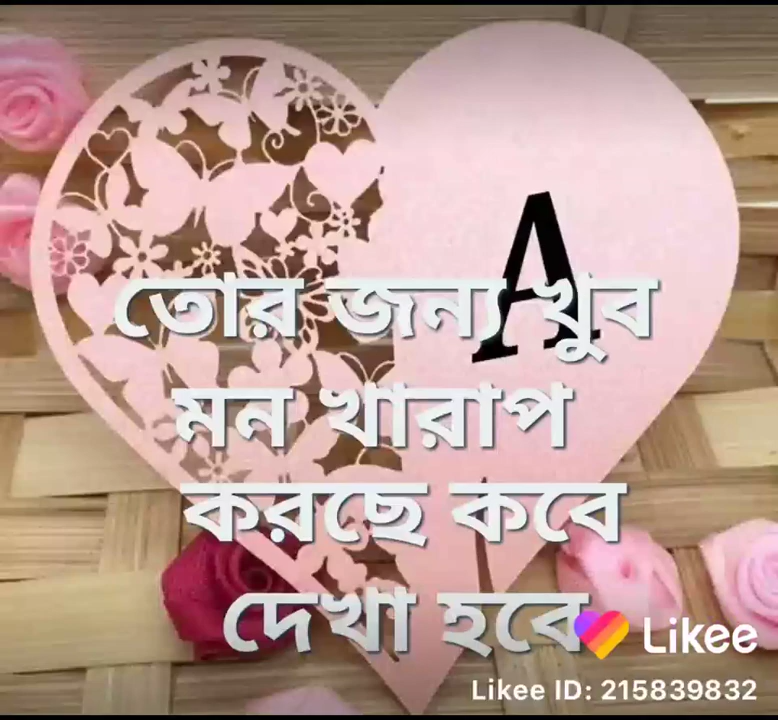 A
তোর জন্য খুব
মন খারাপ
করছে কবে
দেখা হবে
Likee
Likee ID: 215839832